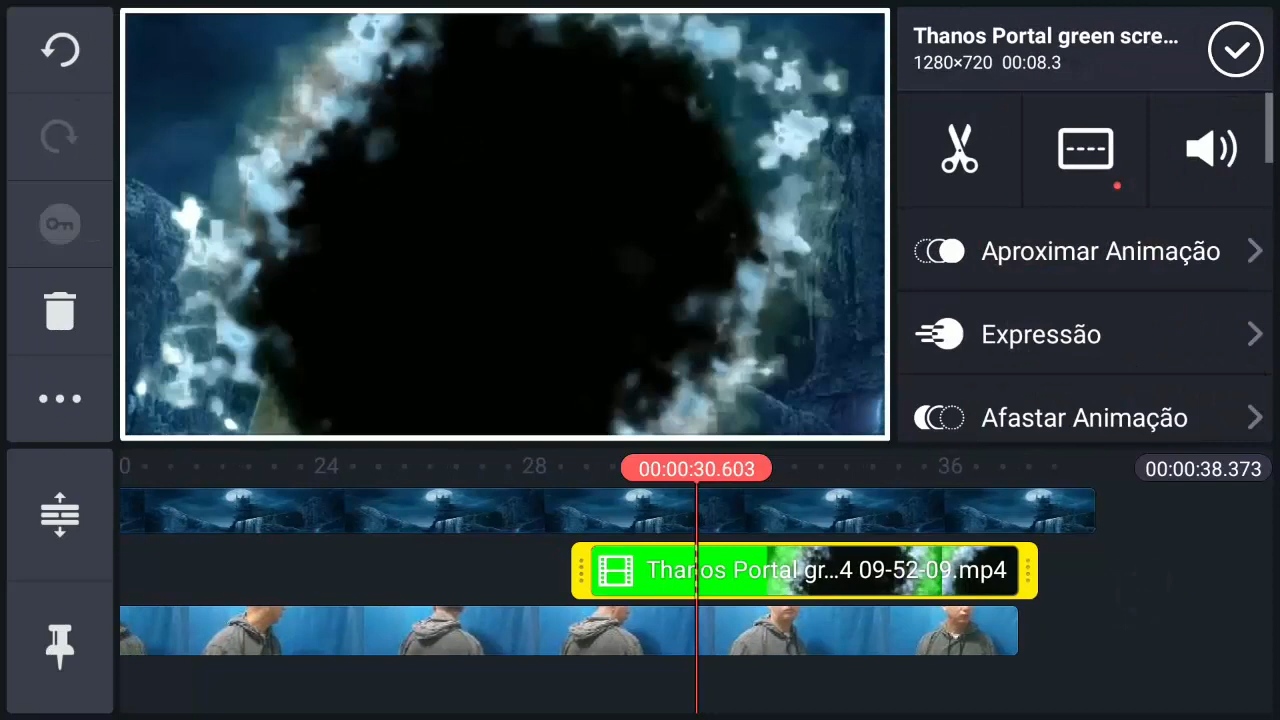 Thanos Portal green scre...
1280×720 00:08.3
Aproximar Animação
Expressão
Afastar Animação
0
24
28
00:00:30.603
36
00:00:38.373
Thanos Portal gr...4 09-52-09.mp4